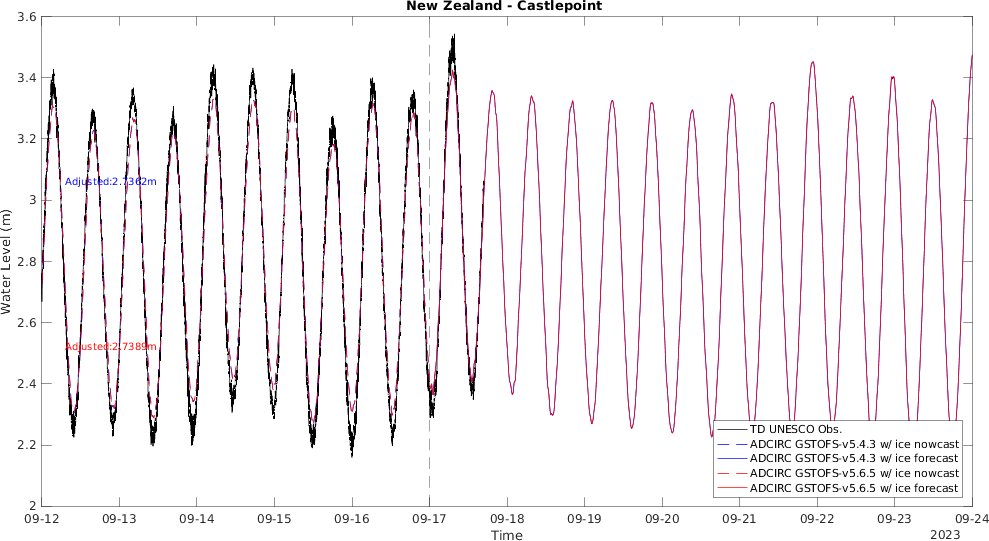 New Zealand - Castlepoint
Water Level (m)
3.6
3.4
3.2
3
2.8
2.6
2.4
2.2
2
Adjusted:2.7362m
Adjusted:2.7389m
TD UNESCO Obs.
ADCIRC GSTOFS-v5.4.3 w/ ice nowcast
ADCIRC GSTOFS-v5.4.3 w/ ice forecast
ADCIRC GSTOFS-v5.6.5 w/ ice nowcast
ADCIRC GSTOFS-v5.6.5 w/ ice forecast
09-12 09-13 09-14 09-15 09-16 09-17 09-18 09-19 09-20 09-21 09-22 09-23 09-24
Time
2023